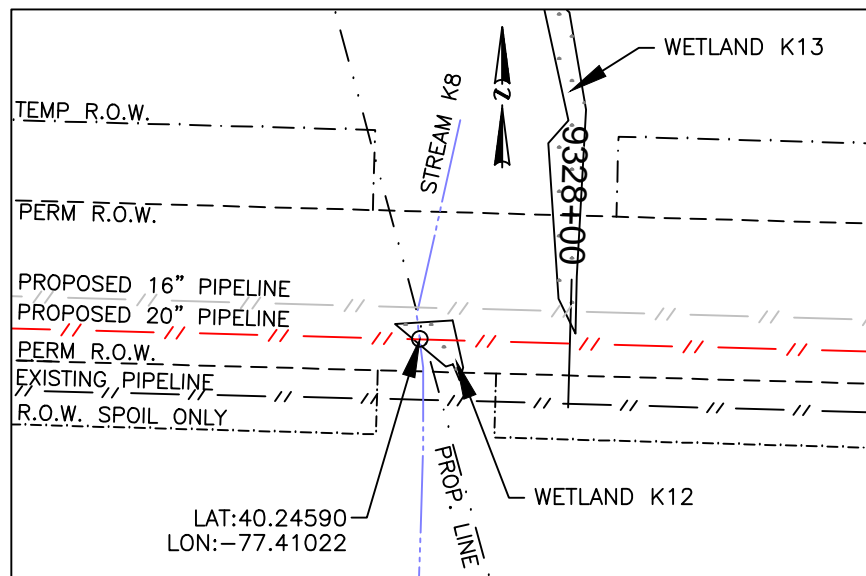 WETLAND K13
TEMP R.O.W.
STREAM K8
N
9328+00
PERM R.O.W.
PROPOSED 16” PIPELINE
PROPOSED 20” PIPELINE
PERM R.O.W.
EXISTING PIPELINE
R.O.W. SPOIL ONLY
PROP. LINE
WETLAND K12
LAT:40.24590
LON:-77.41022